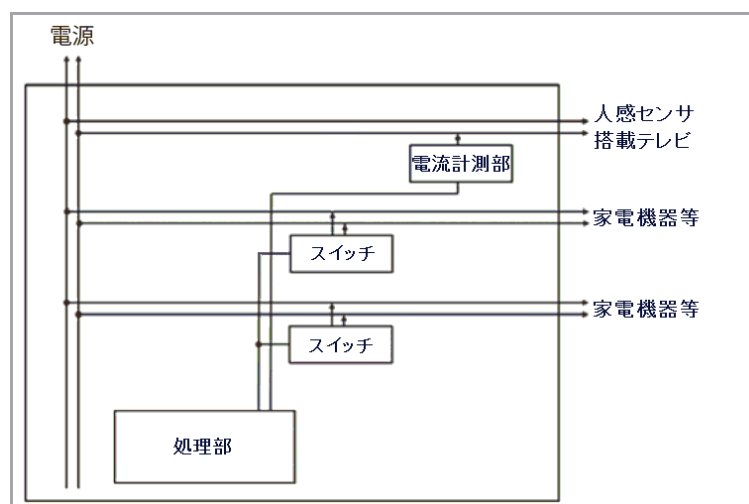 電源
人感センサ
搭載テレビ
電流計測部
家電機器等
スイッチ
家電機器等
スイッチ
処理部